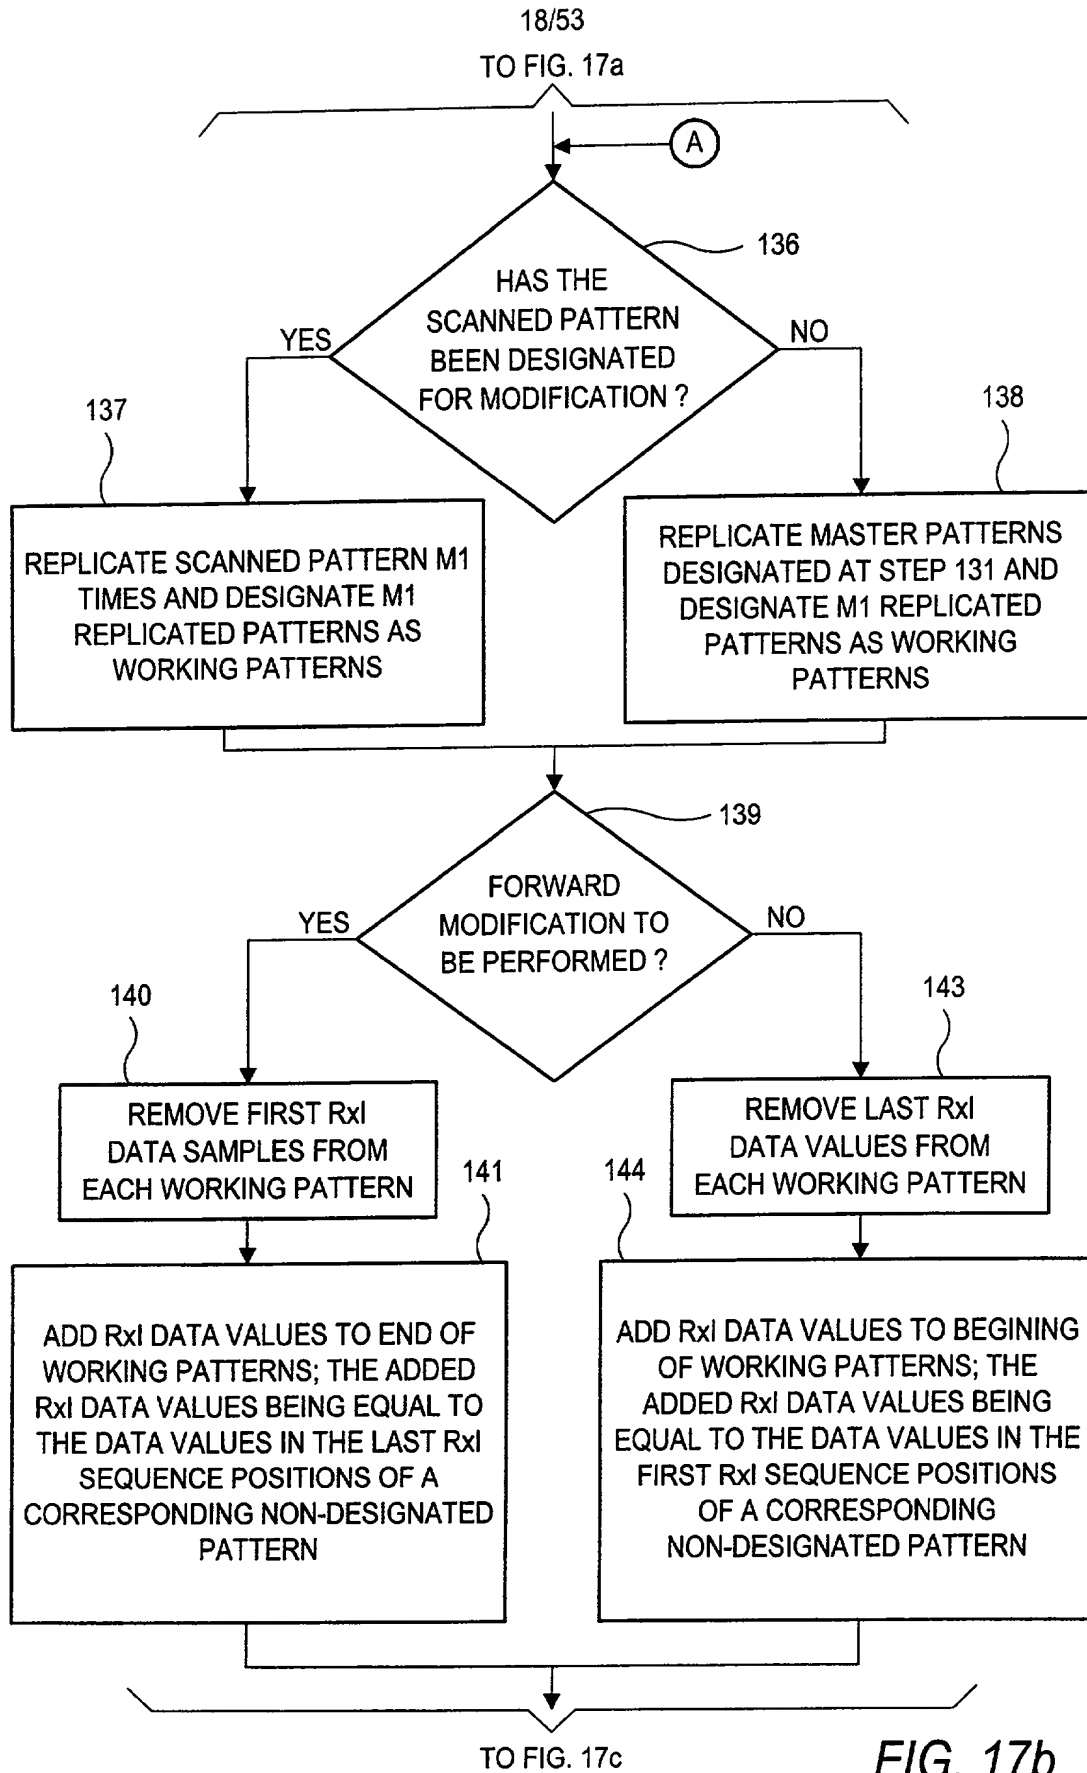 18/53
TO FIG. 17a
A
136
HAS THE
SCANNED PATTERN
BEEN DESIGNATED
FOR MODIFICATION ?
YES
NO
137
138
REPLICATE SCANNED PATTERN M1
TIMES AND DESIGNATE M1
REPLICATED PATTERNS AS
WORKING PATTERNS
REPLICATE MASTER PATTERNS
DESIGNATED AT STEP 131 AND
DESIGNATE M1 REPLICATED
PATTERNS AS WORKING
PATTERNS
139
FORWARD
MODIFICATION TO
BE PERFORMED ?
YES
NO
140
143
REMOVE FIRST RxI
DATA SAMPLES FROM
EACH WORKING PATTERN
REMOVE LAST RxI
DATA VALUES FROM
EACH WORKING PATTERN
141
144
ADD RxI DATA VALUES TO END OF
WORKING PATTERNS; THE ADDED
RxI DATA VALUES BEING EQUAL TO
THE DATA VALUES IN THE LAST RxI
SEQUENCE POSITIONS OF A
CORRESPONDING NON-DESIGNATED
PATTERN
ADD RxI DATA VALUES TO BEGINING
OF WORKING PATTERNS; THE
ADDED RxI DATA VALUES BEING
EQUAL TO THE DATA VALUES IN THE
FIRST RxI SEQUENCE POSITIONS
OF A CORRESPONDING
NON-DESIGNATED PATTERN
TO FIG. 17c
FIG. 17b